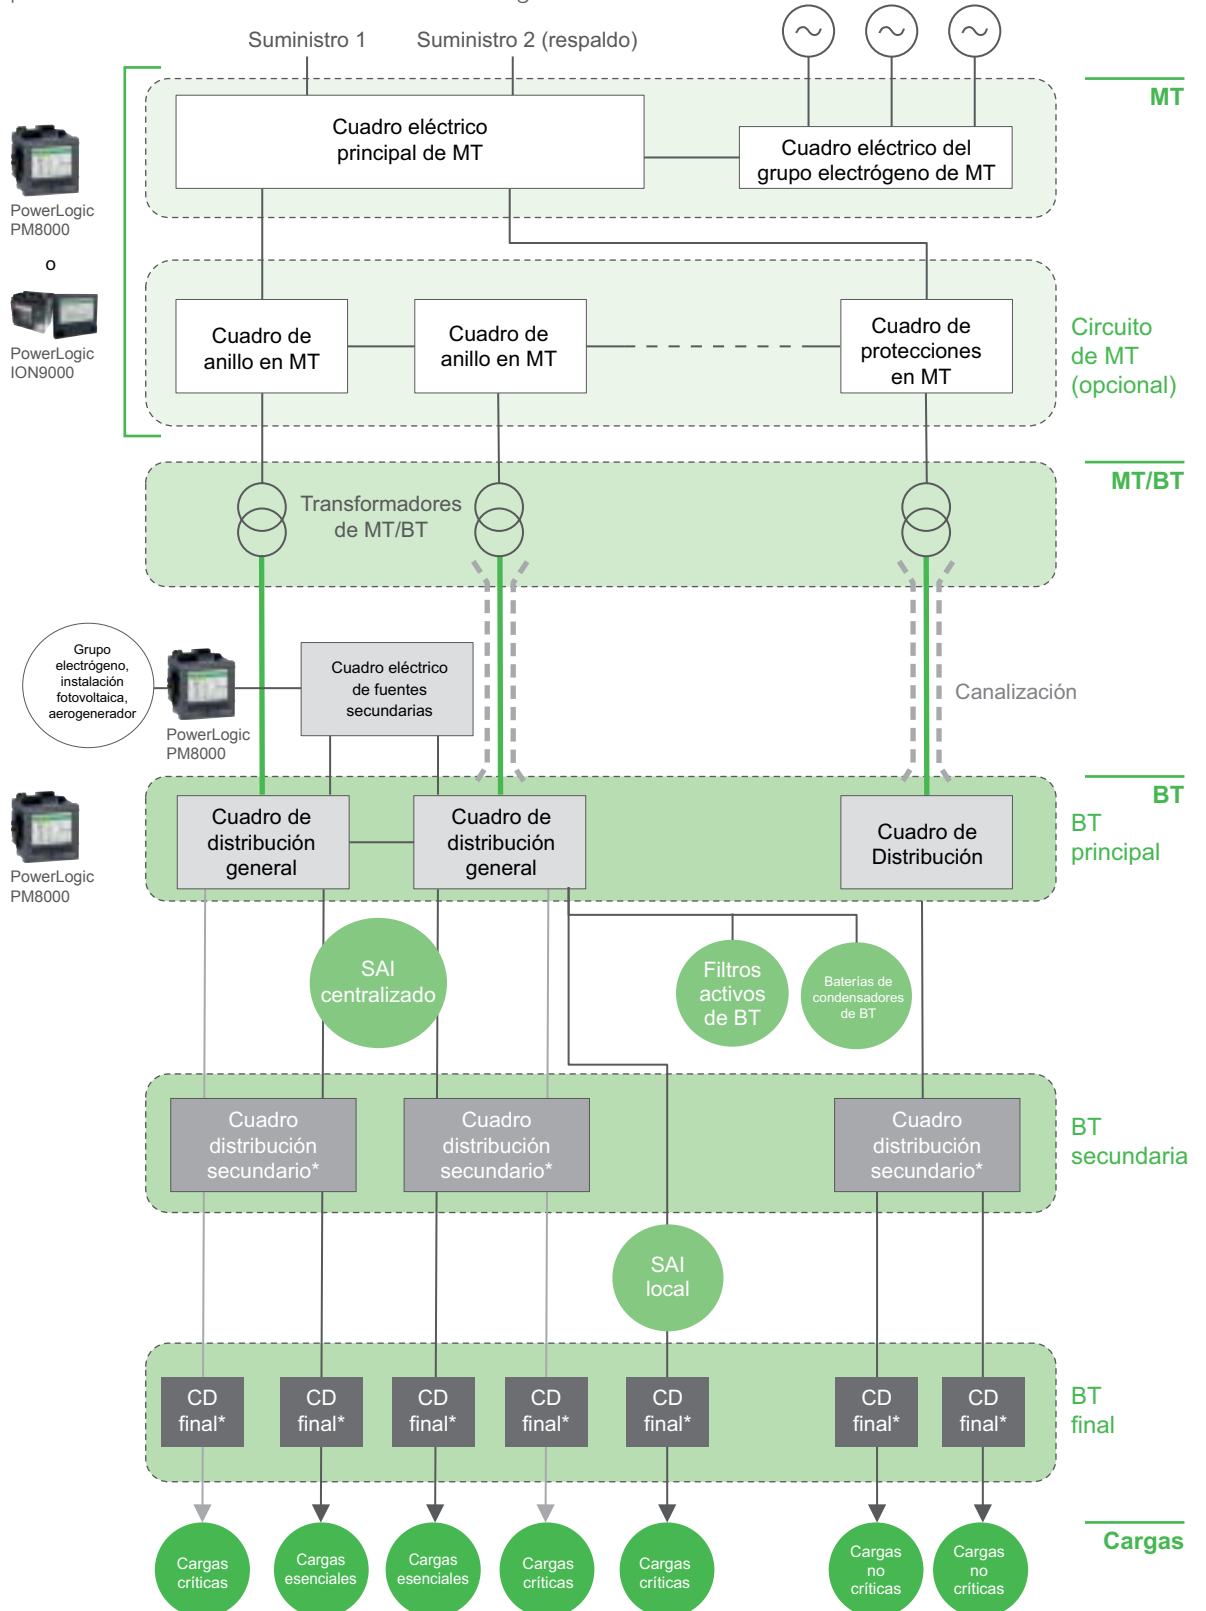 Suministro 1
Suministro 2 (respaldo)
MT
Cuadro eléctrico
principal de MT
Cuadro eléctrico del
grupo electrógeno de MT
PowerLogic
PM8000
o
PowerLogic
ION9000
Cuadro de
anillo en MT
Cuadro de
anillo en MT
Cuadro de
protecciones
en MT
Circuito
de MT
(opcional)
MT/BT
Transformadores
de MT/BT
Grupo
electrógeno,
instalación
fotovoltaica,
aerogenerador
PowerLogic
PM8000
Cuadro eléctrico
de fuentes
secundarias
Canalización
BT
PowerLogic
PM8000
Cuadro de
distribución
general
Cuadro de
distribución
general
Cuadro de
Distribución
BT
principal
SAI
centralizado
Filtros
activos
de BT
Baterías de
condensadores
de BT
Cuadro
distribución
secundario*
Cuadro
distribución
secundario*
Cuadro
distribución
secundario*
BT
secundaria
SAI
local
CD
final*
CD
final*
CD
final*
CD
final*
CD
final*
CD
final*
CD
final*
BT
final
Cargas
Cargas
críticas
Cargas
esenciales
Cargas
esenciales
Cargas
críticas
Cargas
críticas
Cargas
no
críticas
Cargas
no
críticas